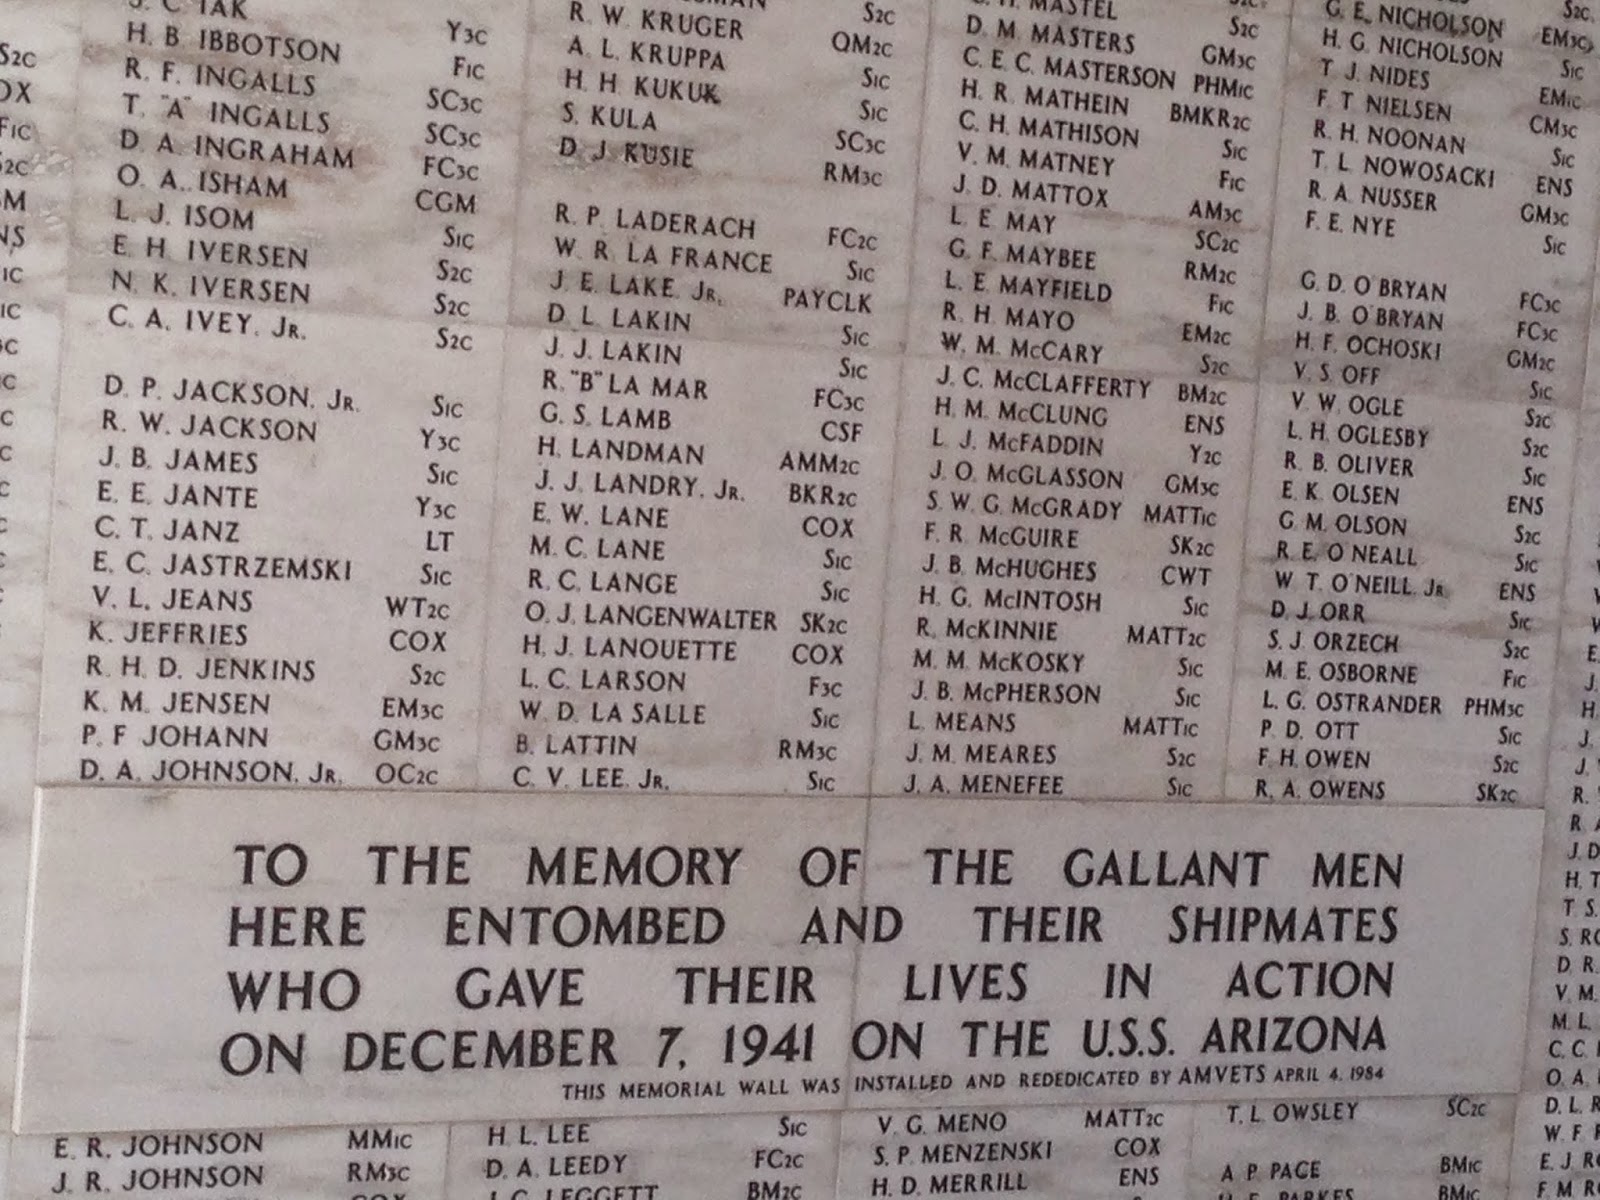 H. B. IBBOTSON F1C
R. F. INGALLS SC3C
T. "A" INGALLS SC3C
D. A. INGRAHAM FC3C
O. A. ISHAM CGM
L. J. ISOM S1C
E. H. IVERSEN S2C
N. K. IVERSEN S2C
C. A. IVEY, JR. S2C
D. P. JACKSON, JR. S1C
R. W. JACKSON Y3C
J. B. JAMES S1C
E. E. JANTE Y3C
C. T. JANZ LT
E. C. JASTRZEMSKI S1C
V. L. JEANS WT2C
K. JEFFRIES COX
R. H. D. JENKINS S2C
K. M. JENSEN EM3C
P. F. JOHANN GM3C
D. A. JOHNSON, JR. OC2C
R. W. KRUGER QM2C
A. L. KRUPPA S1C
H. H. KUKUK S1C
S. KULA SC3C
D. J. KUSIE RM3C
R. P. LADERACH FC2C
W. R. LA FRANCE S1C
J. E. LAKE, JR. PAYCLK
D. L. LAKIN S1C
J. J. LAKIN S1C
R. "B" LA MAR FC3C
G. S. LAMB CSF
H. LANDMAN AMM2C
J. J. LANDRY, JR. BKR2C
E. W. LANE COX
M. C. LANE S1C
R. C. LANGE S1C
O. J. LANGENWALTER SK2C
H. J. LANOUETTE COX
L. C. LARSON F3C
W. D. LA SALLE S1C
B. LATTIN RM3C
C. V. LEE, JR. S1C
MASTEL S2C
D. M. MASTERS GM3C
C. E. C. MASTERSON PHM1C
H. R. MATHEIN BMKR2C
C. H. MATHISON S1C
V. M. MATNEY F1C
J. D. MATTOX AM3C
L. E. MAY SC2C
G. F. MAYBEE RM2C
L. E. MAYFIELD F1C
R. H. MAYO EM2C
W. M. McCARY S2C
J. C. McCLAFFERTY BM2C
H. M. McCLUNG ENS
L. J. McFADDIN Y2C
J. O. McGLASSON GM3C
S. W. G. McGRADY MATT1C
F. R. McGUIRE SK2C
J. B. McHUGHES CWT
H. G. McINTOSH S1C
R. McKINNIE MATT2C
M. M. McKOSKY S1C
J. B. McPHERSON S1C
L. MEANS MATT1C
J. M. MEARES S2C
J. A. MENEFEE S1C
G. E. NICHOLSON EM3C
H. G. NICHOLSON S1C
T. J. NIDES EM1C
F. T. NIELSEN CM3C
R. H. NOONAN S1C
T. L. NOWOSACKI ENS
R. A. NUSSER GM3C
F. E. NYE S1C
G. D. O'BRYAN FC3C
J. B. O'BRYAN FC3C
H. F. OCHOSKI GM2C
V. S. OFF S1C
V. W. OGLE S2C
L. H. OGLESBY S2C
R. B. OLIVER S1C
E. K. OLSEN ENS
G. M. OLSON S2C
R. E. O'NEALL S1C
W. T. O'NEILL, JR. ENS
D. J. ORR S1C
S. J. ORZECH S2C
M. E. OSBORNE F1C
L. G. OSTRANDER PHM3C
P. D. OTT S1C
F. H. OWEN S2C
R. A. OWENS SK2C
TO THE MEMORY OF THE GALLANT MEN
HERE ENTOMBED AND THEIR SHIPMATES
WHO GAVE THEIR LIVES IN ACTION
ON DECEMBER 7, 1941 ON THE U.S.S. ARIZONA
THIS MEMORIAL WALL WAS INSTALLED AND REDEDICATED BY AMVETS APRIL 4, 1984
E. R. JOHNSON MM1C
J. R. JOHNSON RM3C
COX
H. L. LEE S1C
D. A. LEEDY FC2C
J. C. LEGGETT BM2C
V. G. MENO MATT2C
S. P. MENZENSKI COX
H. D. MERRILL ENS
T. L. OWSLEY SC2C
A. P. PACE BM1C
PARKES BM1C